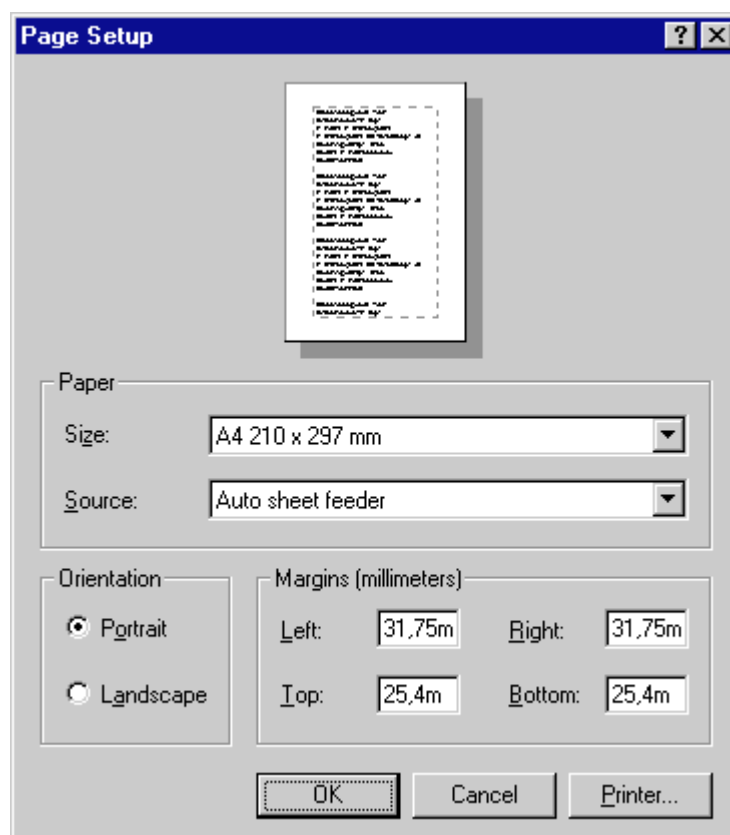 Page Setup
Paper
Size: A4 210 x 297 mm
Source: Auto sheet feeder
Orientation
Portrait
Landscape
Margins (millimeters)
Left: 31,75m Right: 31,75m
Top: 25,4m Bottom: 25,4m
OK Cancel Printer...